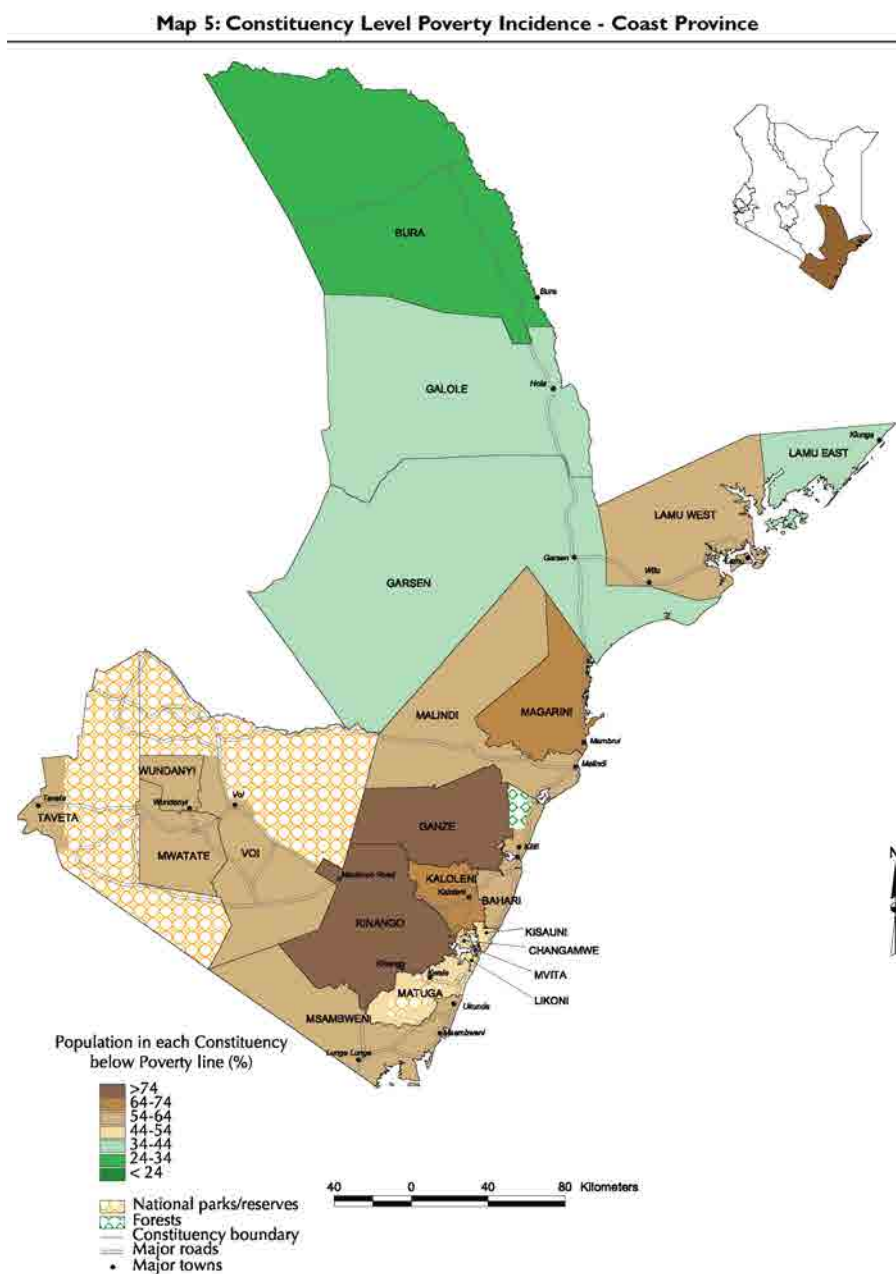 Map 5: Constituency Level Poverty Incidence - Coast Province
BURA
Bura
GALOLE
Hola
LAMU EAST
Kiunga
LAMU WEST
Garsen
Witu
Lamu
GARSEN
MALINDI
MAGARINI
Mambrui
Malindi
WUNDANYI
Wundanyi
Voi
Taveta
TAVETA
MWATATE
VOI
GANZE
Kilifi
Mackinon Road
KALOLENI
Kaloleni
BAHARI
KINANGO
KISAUNI
CHANGAMWE
MVITA
LIKONI
Kinango
Kwale
MATUGA
MSAMBWENI
Ukunda
Msambweni
Lunga Lunga
N
Population in each Constituency
below Poverty line (%)
>74
64-74
54-64
44-54
34-44
24-34
< 24
National parks/reserves
Forests
Constituency boundary
Major roads
Major towns
40 0 40 80 Kilometers